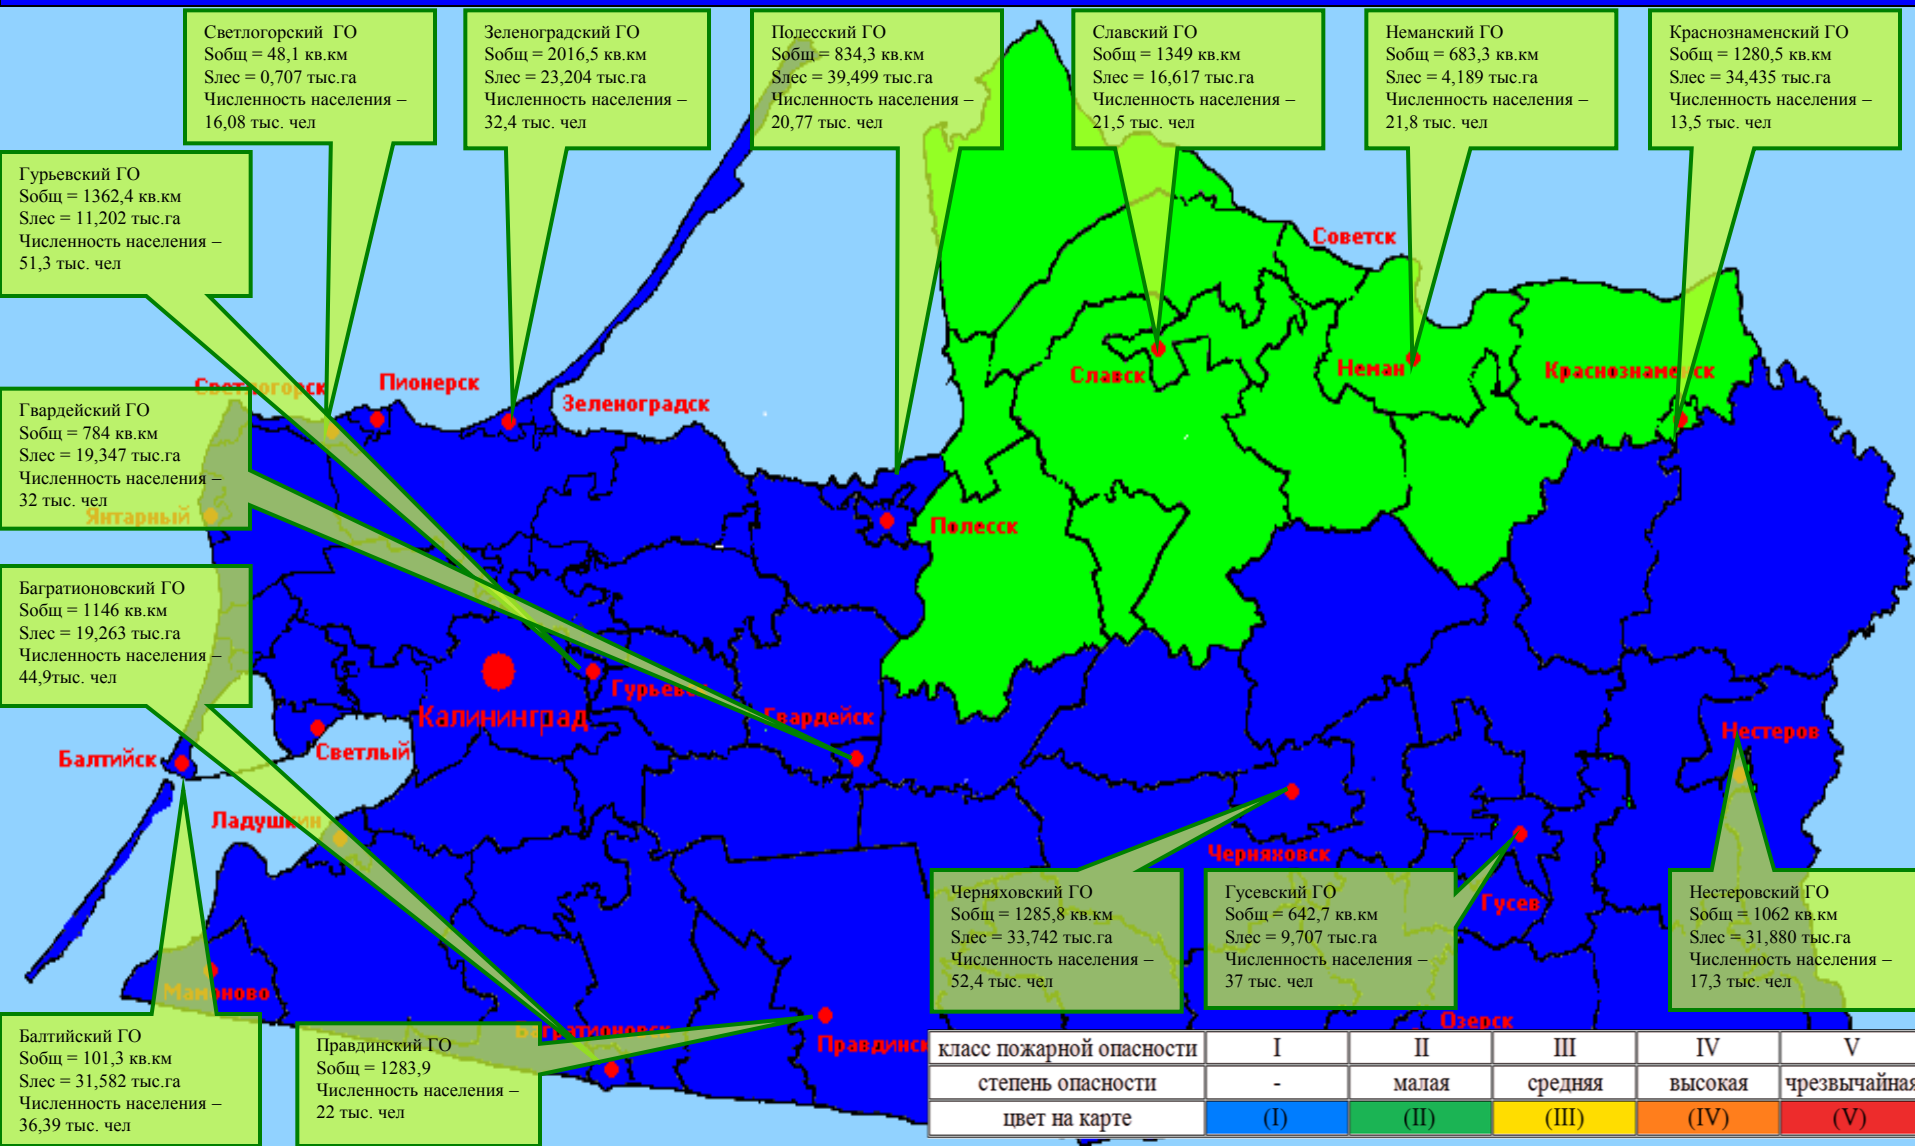 Светлогорский ГО
Sобщ = 48,1 кв.км
Sлес = 0,707 тыс.га
Численность населения –
16,08 тыс. чел
Зеленоградский ГО
Sобщ = 2016,5 кв.км
Sлес = 23,204 тыс.га
Численность населения –
32,4 тыс. чел
Полесский ГО
Sобщ = 834,3 кв.км
Sлес = 39,499 тыс.га
Численность населения –
20,77 тыс. чел
Славский ГО
Sобщ = 1349 кв.км
Sлес = 16,617 тыс.га
Численность населения –
21,5 тыс. чел
Неманский ГО
Sобщ = 683,3 кв.км
Sлес = 4,189 тыс.га
Численность населения –
21,8 тыс. чел
Краснознаменский ГО
Sобщ = 1280,5 кв.км
Sлес = 34,435 тыс.га
Численность населения –
13,5 тыс. чел
Гурьевский ГО
Sобщ = 1362,4 кв.км
Sлес = 11,202 тыс.га
Численность населения –
51,3 тыс. чел
Советск
Светлогорск
Пионерск
Зеленоградск
Славск
Неман
Краснознаменск
Гвардейский ГО
Sобщ = 784 кв.км
Sлес = 19,347 тыс.га
Численность населения –
32 тыс. чел
Янтарный
Полесск
Багратионовский ГО
Sобщ = 1146 кв.км
Sлес = 19,263 тыс.га
Численность населения –
44,9тыс. чел
Гурьевск
Калининград
Гвардейск
Нестеров
Балтийск
Светлый
Ладушкин
Черняховск
Гусев
Черняховский ГО
Sобщ = 1285,8 кв.км
Sлес = 33,742 тыс.га
Численность населения –
52,4 тыс. чел
Гусевский ГО
Sобщ = 642,7 кв.км
Sлес = 9,707 тыс.га
Численность населения –
37 тыс. чел
Нестеровский ГО
Sобщ = 1062 кв.км
Sлес = 31,880 тыс.га
Численность населения –
17,3 тыс. чел
Мамоново
Багратионовск
Правдинск
Озерск
Балтийский ГО
Sобщ = 101,3 кв.км
Sлес = 31,582 тыс.га
Численность населения –
36,39 тыс. чел
Правдинский ГО
Sобщ = 1283,9
Численность населения –
22 тыс. чел
класс пожарной опасности I II III IV V
степень опасности - малая средняя высокая чрезвычайная
цвет на карте (I) (II) (III) (IV) (V)